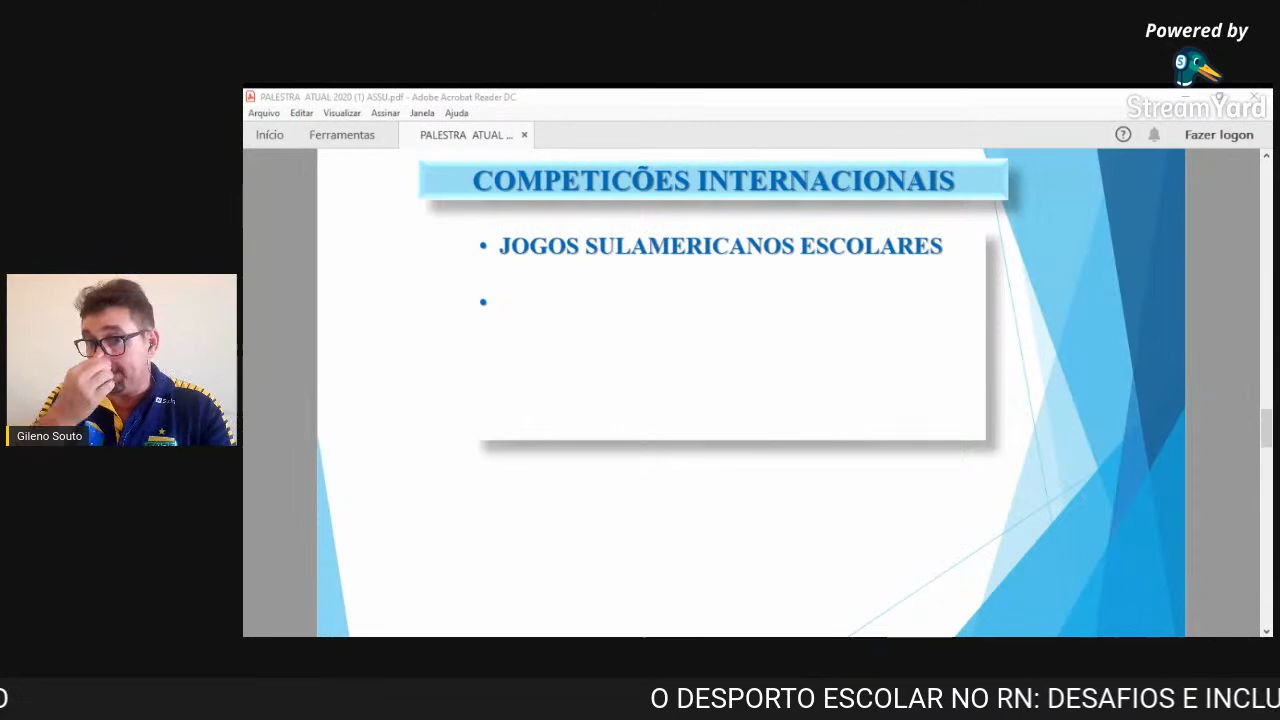 Powered by
StreamYard
PALESTRA ATUAL 2020 (1) ASSU.pdf - Adobe Acrobat Reader DC
Arquivo Editar Visualizar Assinar Janela Ajuda
Início Ferramentas PALESTRA ATUAL ... × Fazer logon
COMPETICÕES INTERNACIONAIS
• JOGOS SULAMERICANOS ESCOLARES
•
Gileno Souto
O O DESPORTO ESCOLAR NO RN: DESAFIOS E INCLU